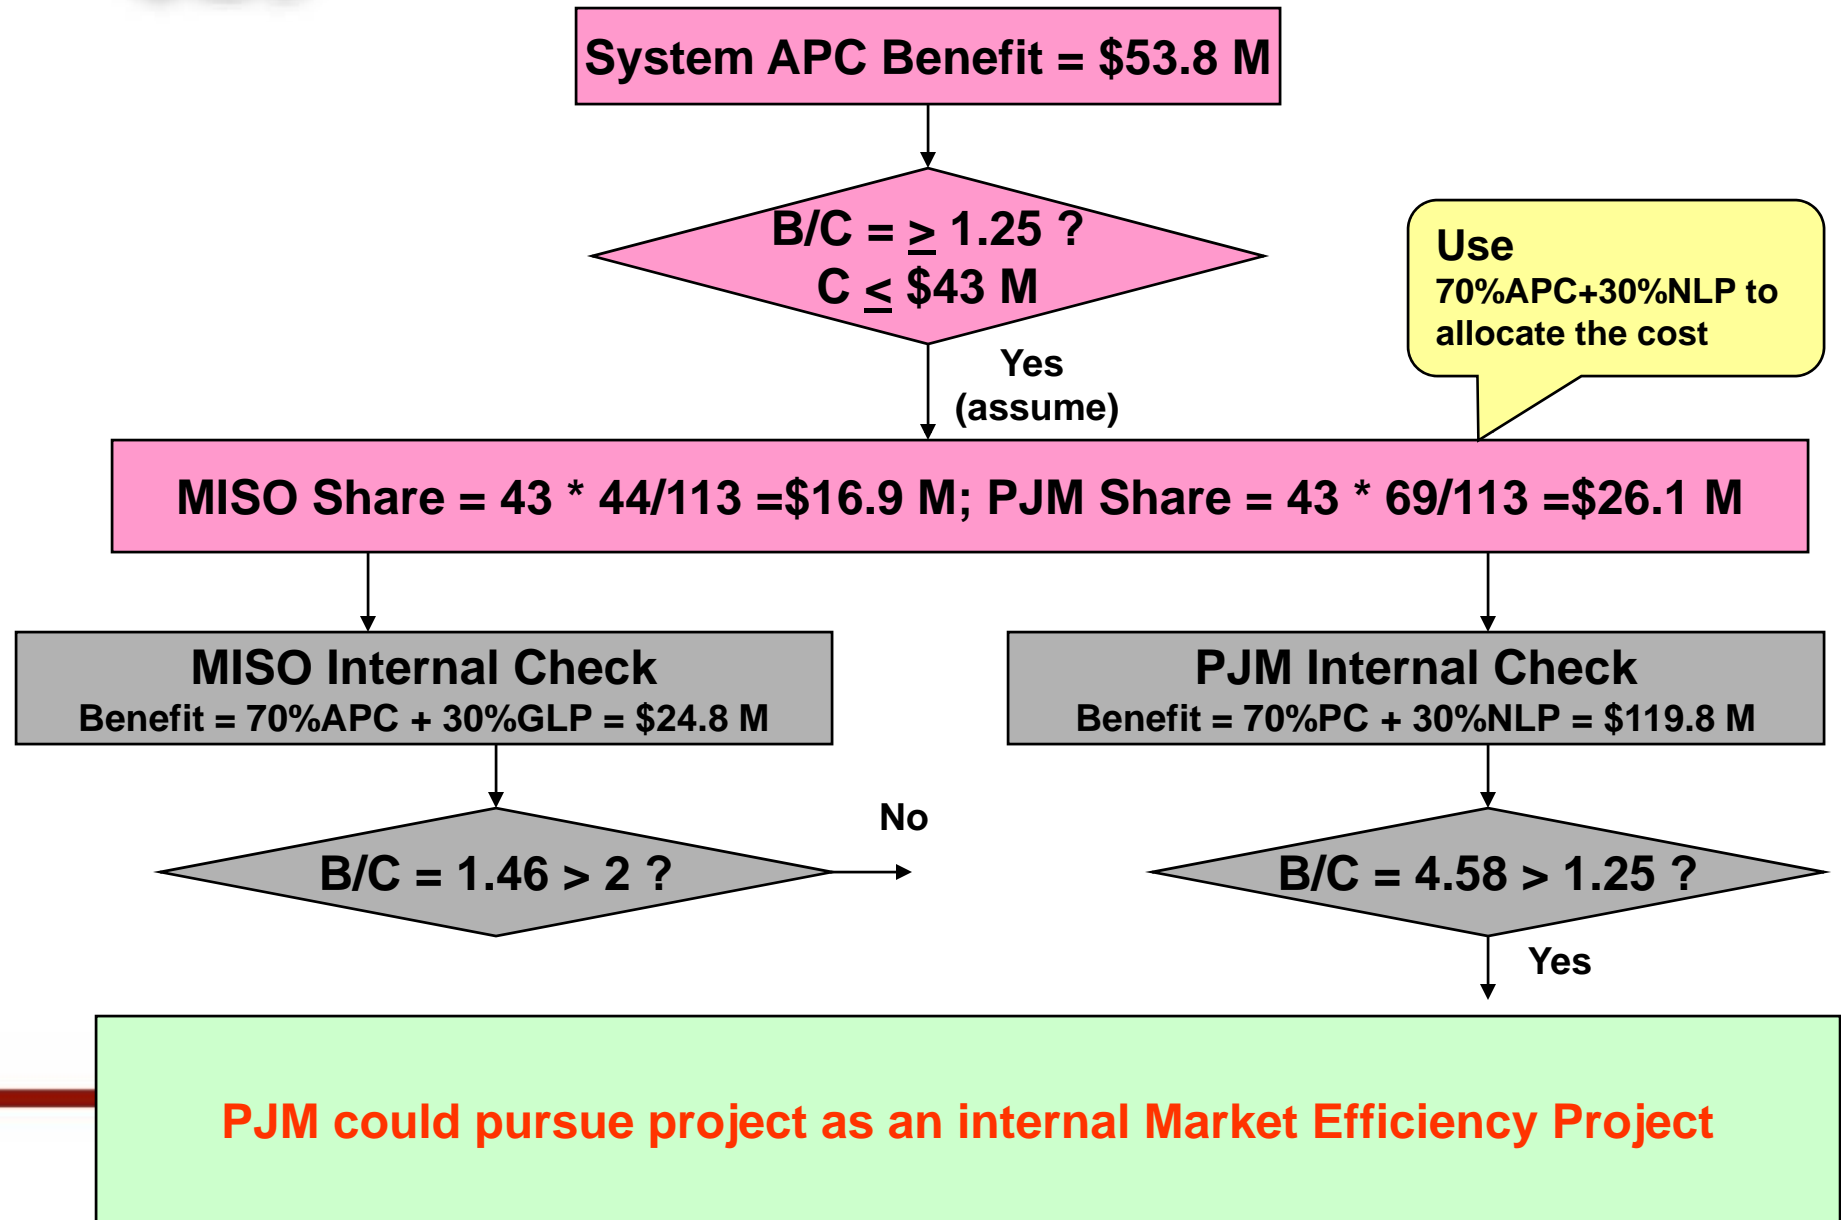 System APC Benefit = $53.8 M
B/C = ≥ 1.25 ?
C ≤ $43 M
Use
70%APC+30%NLP to
allocate the cost
Yes
(assume)
MISO Share = 43 * 44/113 =$16.9 M; PJM Share = 43 * 69/113 =$26.1 M
MISO Internal Check
Benefit = 70%APC + 30%GLP = $24.8 M
PJM Internal Check
Benefit = 70%PC + 30%NLP = $119.8 M
No
B/C = 1.46 > 2 ?
B/C = 4.58 > 1.25 ?
Yes
PJM could pursue project as an internal Market Efficiency Project